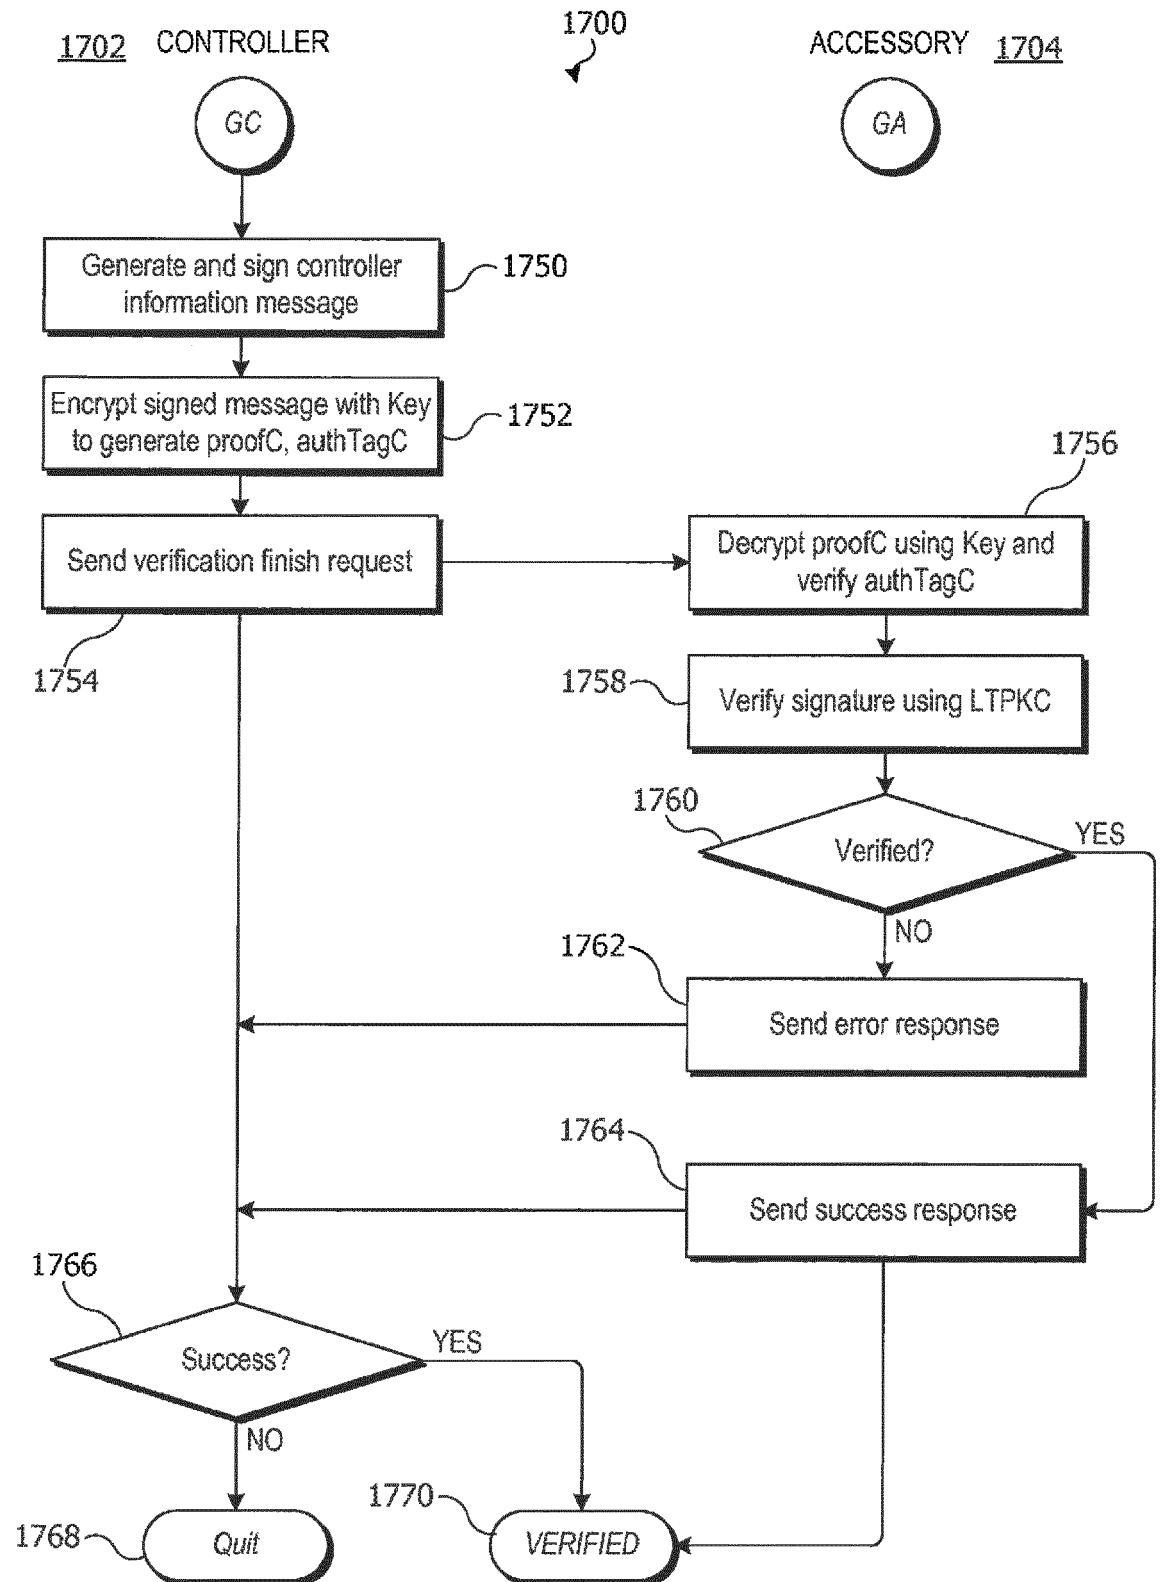 1700
1702 CONTROLLER
ACCESSORY 1704
GC
GA
Generate and sign controller
information message
1750
Encrypt signed message with Key
to generate proofC, authTagC
1752
1756
Send verification finish request
Decrypt proofC using Key and
verify authTagC
1754
1758
Verify signature using LTPKC
1760
Verified?
YES
NO
1762
Send error response
1764
Send success response
1766
Success?
YES
NO
1768
Quit
1770
VERIFIED